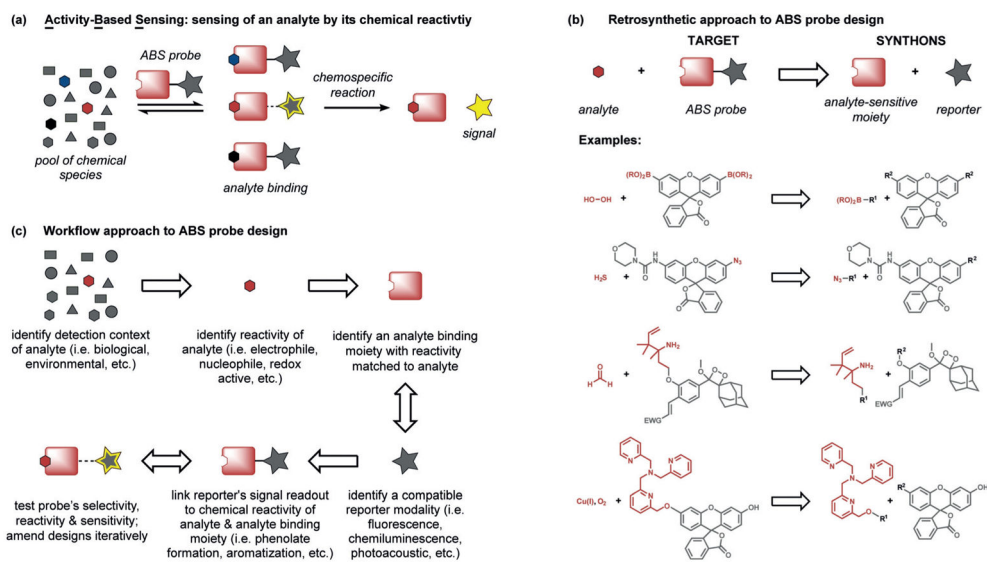 (a) Activity-Based Sensing: sensing of an analyte by its chemical reactivtiy
ABS probe
chemospecific
reaction
signal
pool of chemical
species
analyte binding
(b) Retrosynthetic approach to ABS probe design
TARGET
SYNTHONS
+
+
analyte
ABS probe
analyte-sensitive
moiety
reporter
Examples:
HO–OH
+
(RO)2B
B(OR)2
O
O
O
(RO)2B–R1
+
R2
O
R2
O
O
H2S
+
O
N
O
H
N
O
N3
O
O
N3–R1
+
O
N
O
H
N
O
R2
O
O
O
H
H
+
NH2
O
O
O–O
EWG
NH2
R1
+
R2
O
O
O–O
EWG
Cu(I), O2
+
N
N
N
N
O
O
OH
O
O
N
N
N
N
O
R1
+
R2
O
OH
O
O
(c) Workflow approach to ABS probe design
identify detection context
of analyte (i.e. biological,
environmental, etc.)
identify reactivity of
analyte (i.e. electrophile,
nucleophile, redox
active, etc.)
identify an analyte binding
moiety with reactivity
matched to analyte
test probe's selectivity,
reactivity & sensitivity;
amend designs iteratively
link reporter's signal readout
to chemical reactivity of
analyte & analyte binding
moiety (i.e. phenolate
formation, aromatization, etc.)
identify a compatible
reporter modality (i.e.
fluorescence,
chemiluminescence,
photoacoustic, etc.)